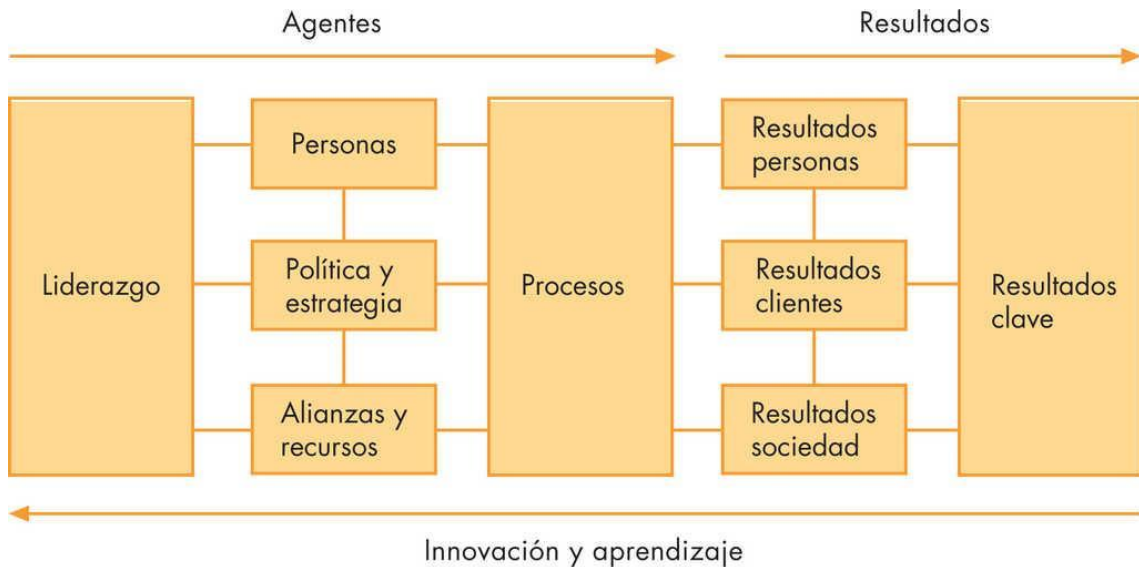 Agentes
Resultados
Liderazgo
Personas
Política y
estrategia
Alianzas y
recursos
Procesos
Resultados
personas
Resultados
clientes
Resultados
sociedad
Resultados
clave
Innovación y aprendizaje